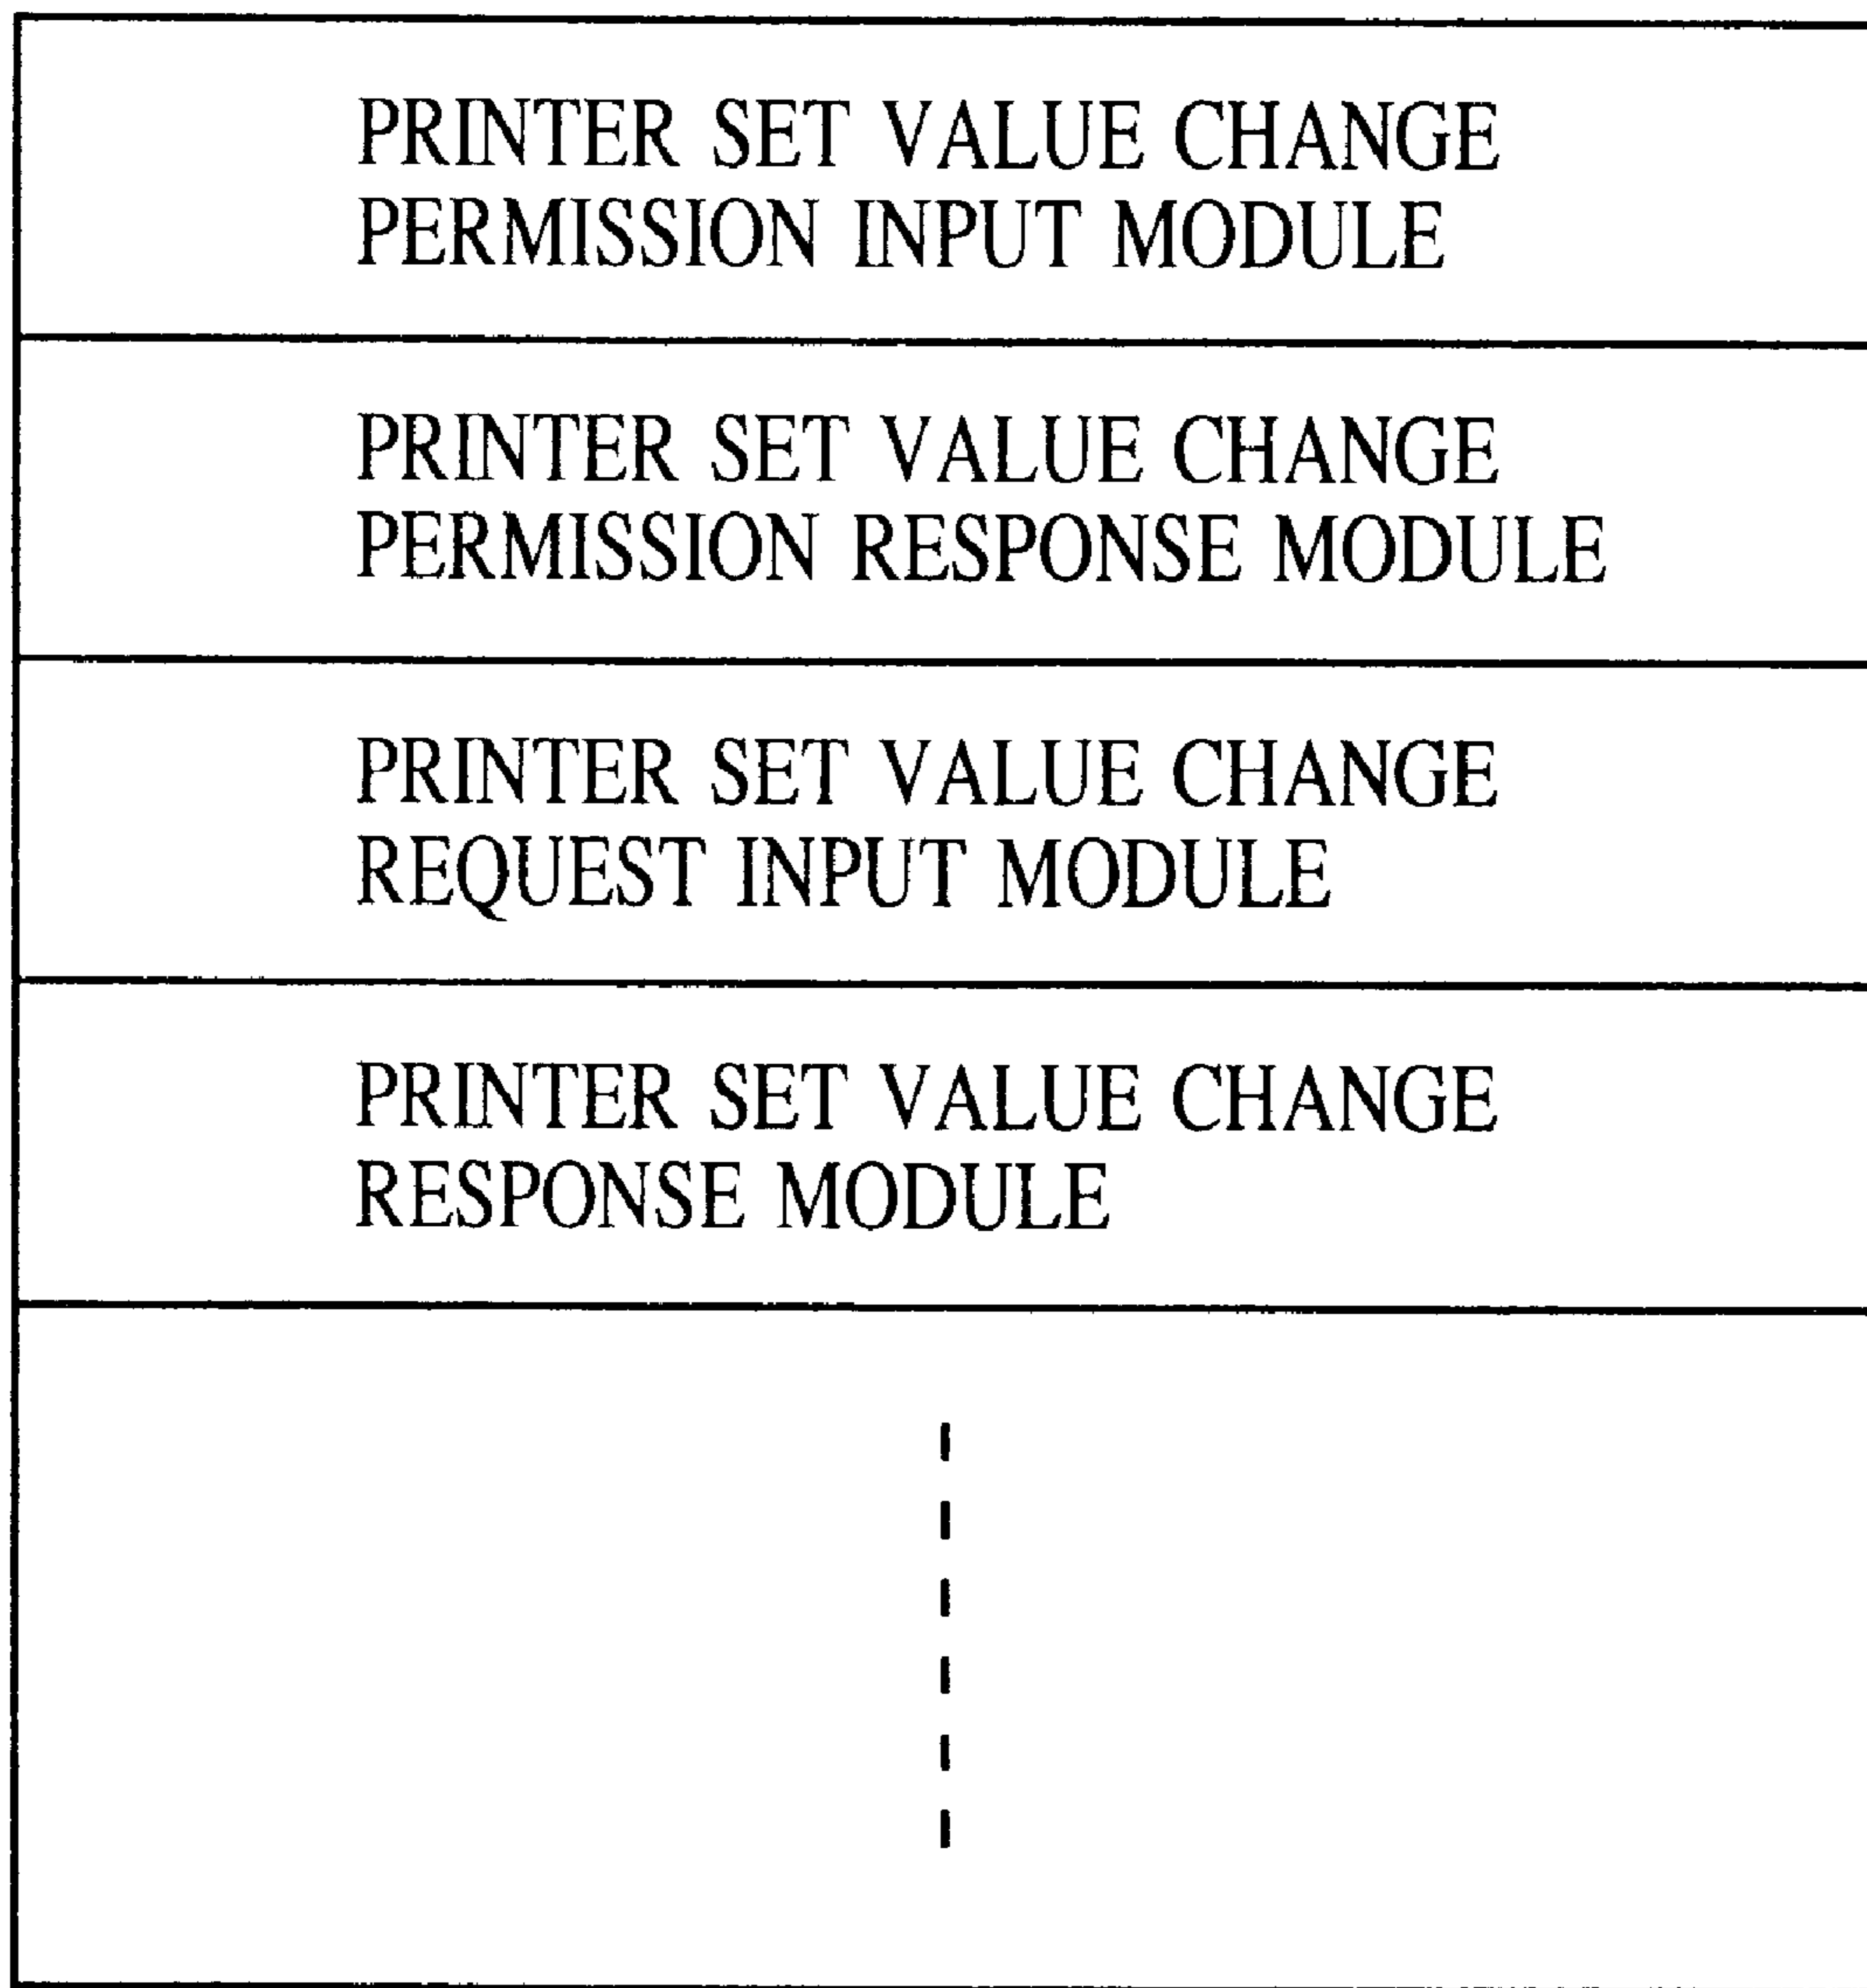 PRINTER SET VALUE CHANGE
PERMISSION INPUT MODULE
PRINTER SET VALUE CHANGE
PERMISSION RESPONSE MODULE
PRINTER SET VALUE CHANGE
REQUEST INPUT MODULE
PRINTER SET VALUE CHANGE
RESPONSE MODULE